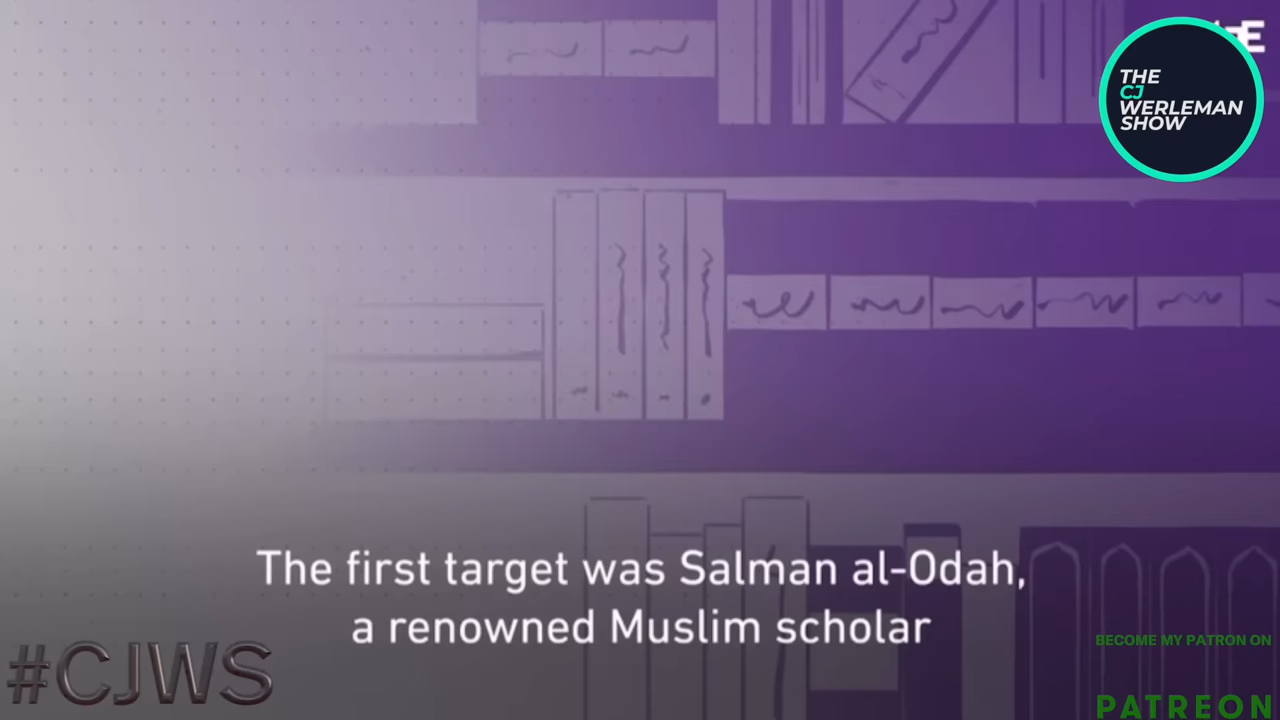 THE
CJ
WERLEMAN
SHOW
The first target was Salman al-Odah,
a renowned Muslim scholar
#CJWS
BECOME MY PATRON ON
PATREON